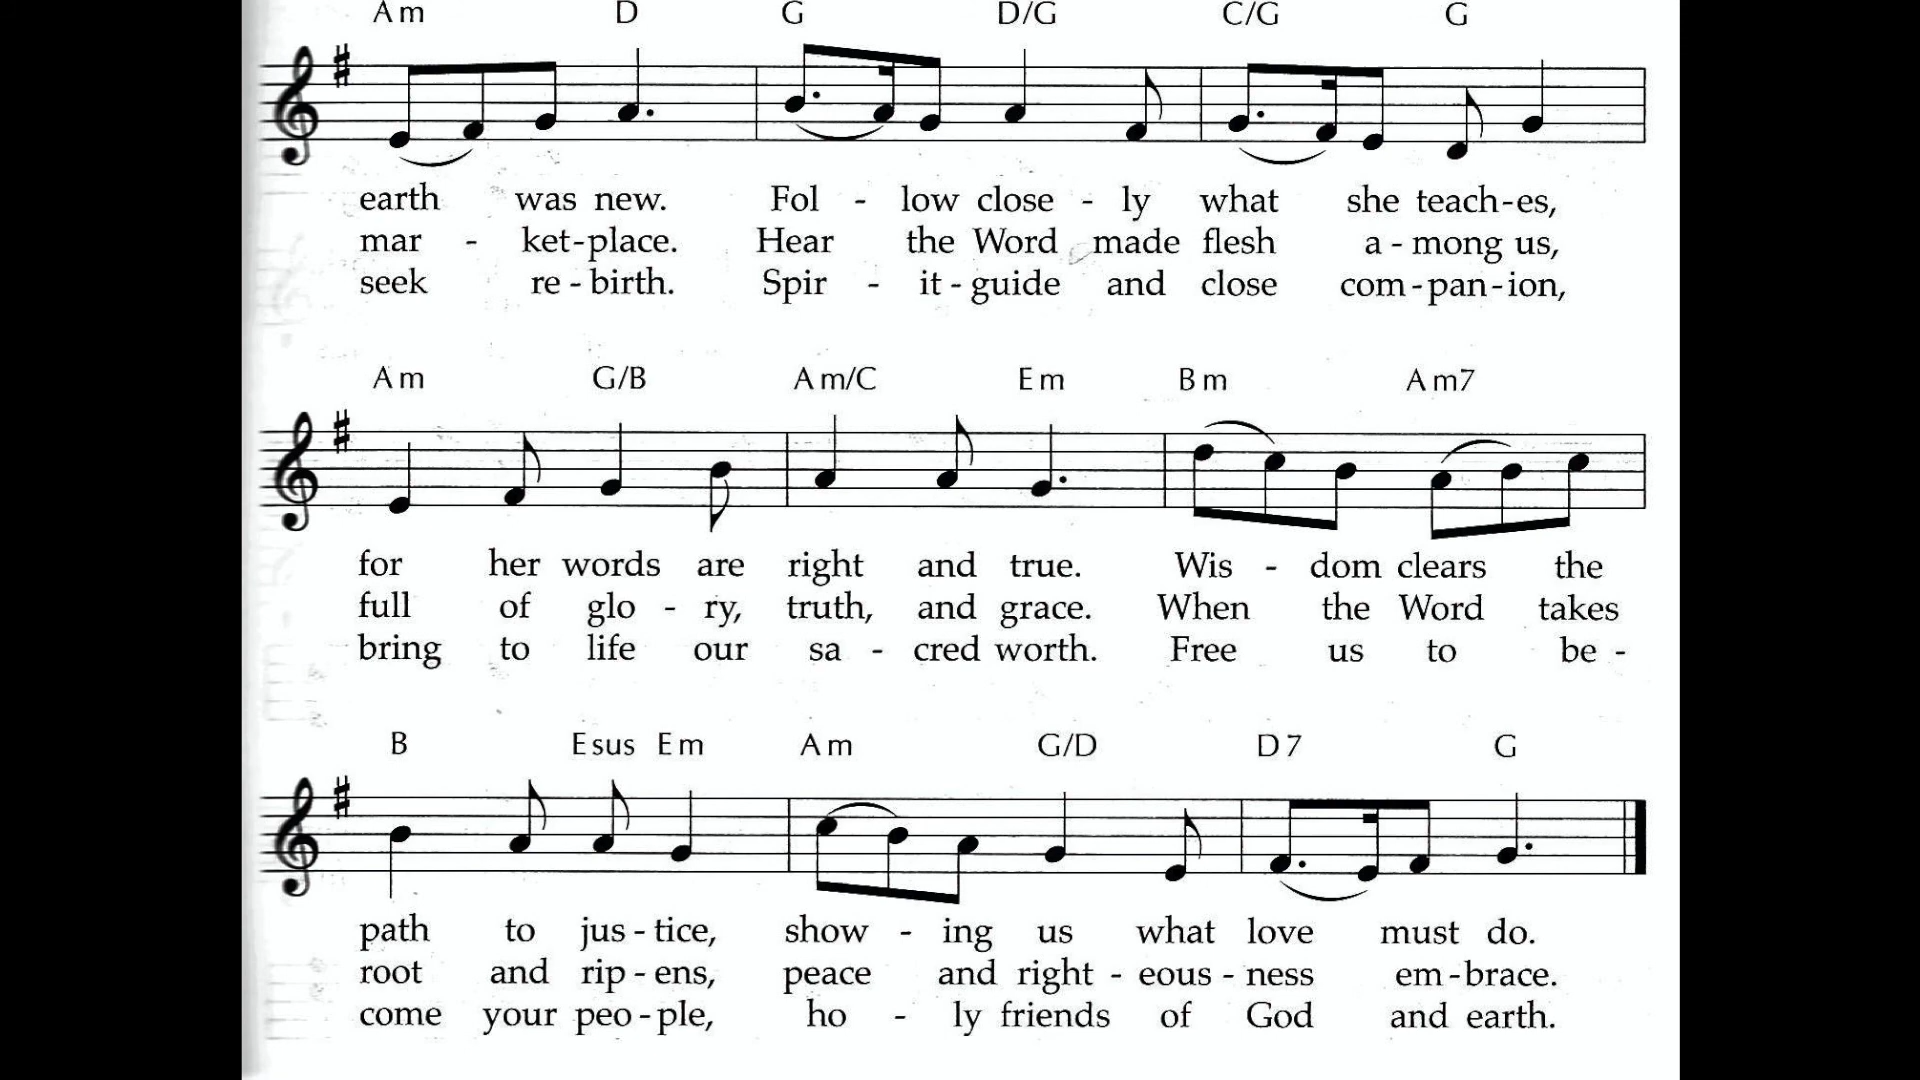 Am D G D/G C/G G
earth was new. Fol - low close - ly what she teach-es,
mar - ket-place. Hear the Word made flesh a - mong us,
seek re - birth. Spir - it - guide and close com - pan - ion,
Am G/B Am/C Em Bm Am7
for her words are right and true. Wis - dom clears the
full of glo - ry, truth, and grace. When the Word takes
bring to life our sa - cred worth. Free us to be -
B Esus Em Am G/D D7 G
path to jus - tice, show - ing us what love must do.
root and rip - ens, peace and right - eous - ness em - brace.
come your peo - ple, ho - ly friends of God and earth.